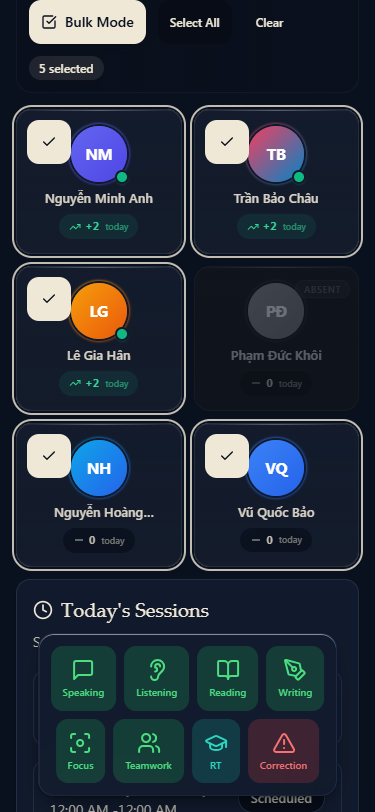 Bulk Mode Select All Clear
5 selected
NM TB
Nguyễn Minh Anh Trần Bảo Châu
+2 today +2 today
ABSENT
LG PĐ
Lê Gia Hân Phạm Đức Khôi
+2 today 0 today
NH VQ
Nguyễn Hoàng... Vũ Quốc Bảo
0 today 0 today
Today's Sessions
Speaking Listening Reading Writing
Focus Teamwork RT Correction
Scheduled
12:00 AM -12:00 AM